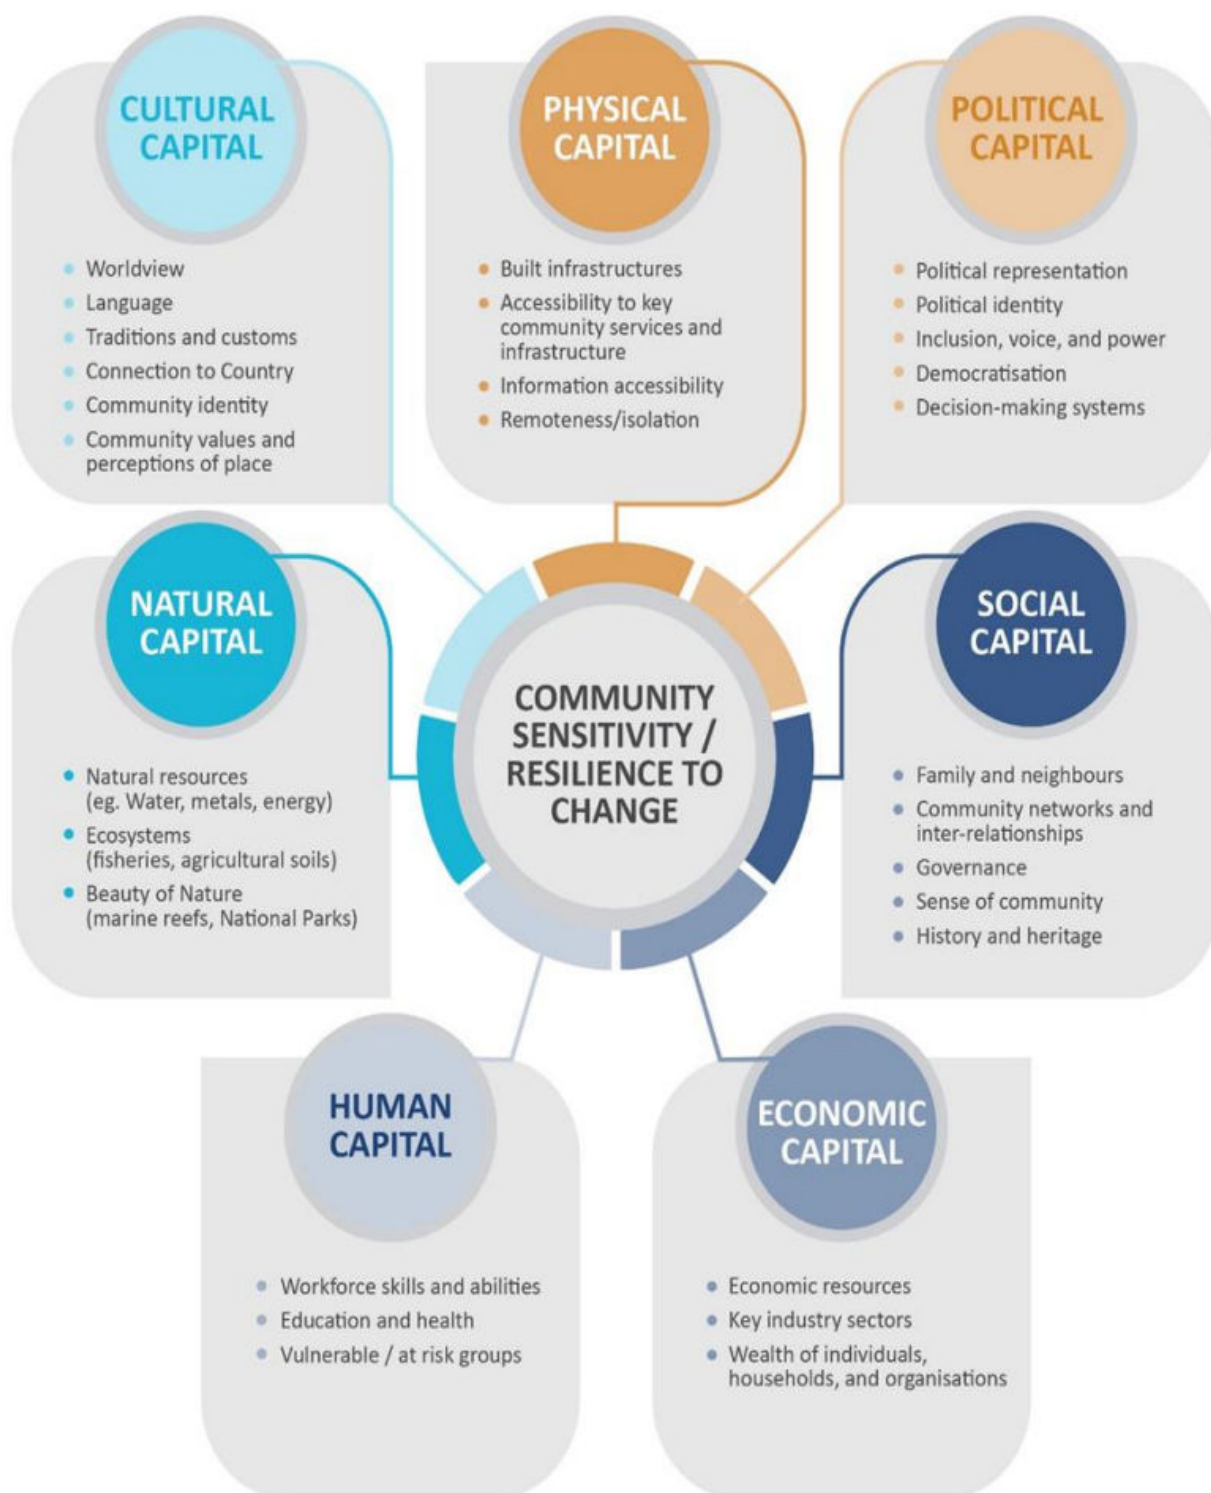 CULTURAL
CAPITAL
Worldview
Language
Traditions and customs
Connection to Country
Community identity
Community values and
perceptions of place
PHYSICAL
CAPITAL
Built infrastructures
Accessibility to key
community services and
infrastructure
Information accessibility
Remoteness/isolation
POLITICAL
CAPITAL
Political representation
Political identity
Inclusion, voice, and power
Democratisation
Decision-making systems
NATURAL
CAPITAL
Natural resources
(eg. Water, metals, energy)
Ecosystems
(fisheries, agricultural soils)
Beauty of Nature
(marine reefs, National Parks)
COMMUNITY
SENSITIVITY /
RESILIENCE TO
CHANGE
SOCIAL
CAPITAL
Family and neighbours
Community networks and
inter-relationships
Governance
Sense of community
History and heritage
HUMAN
CAPITAL
Workforce skills and abilities
Education and health
Vulnerable / at risk groups
ECONOMIC
CAPITAL
Economic resources
Key industry sectors
Wealth of individuals,
households, and organisations